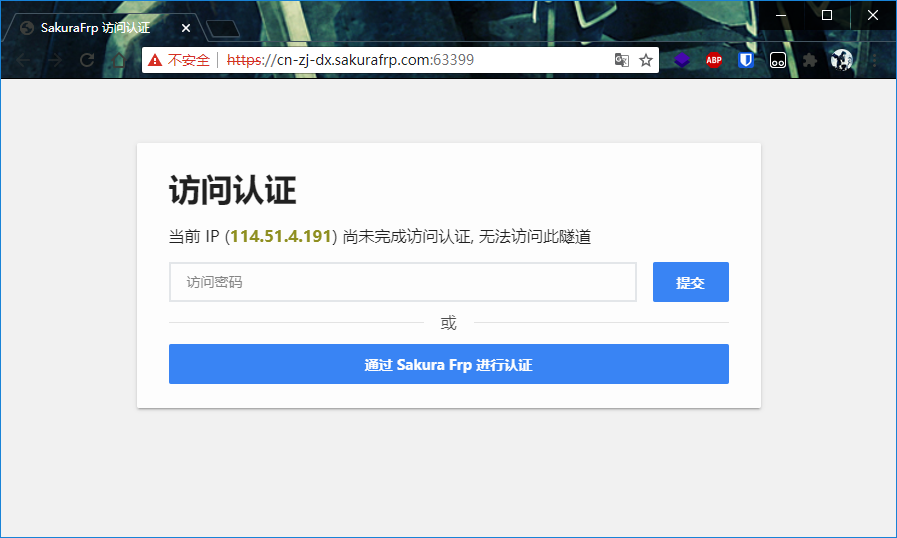 SakuraFrp 访问认证
不安全 https://cn-zj-dx.sakurafrp.com:63399
ABP
访问认证
当前 IP (114.51.4.191) 尚未完成访问认证, 无法访问此隧道
访问密码 提交
或
通过 Sakura Frp 进行认证